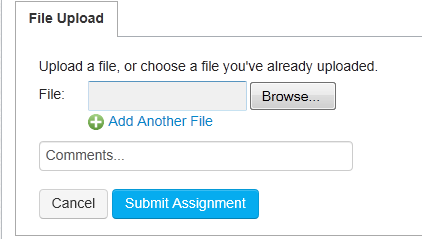 File Upload
Upload a file, or choose a file you've already uploaded.
File: Browse...
Add Another File
Comments...
Cancel Submit Assignment